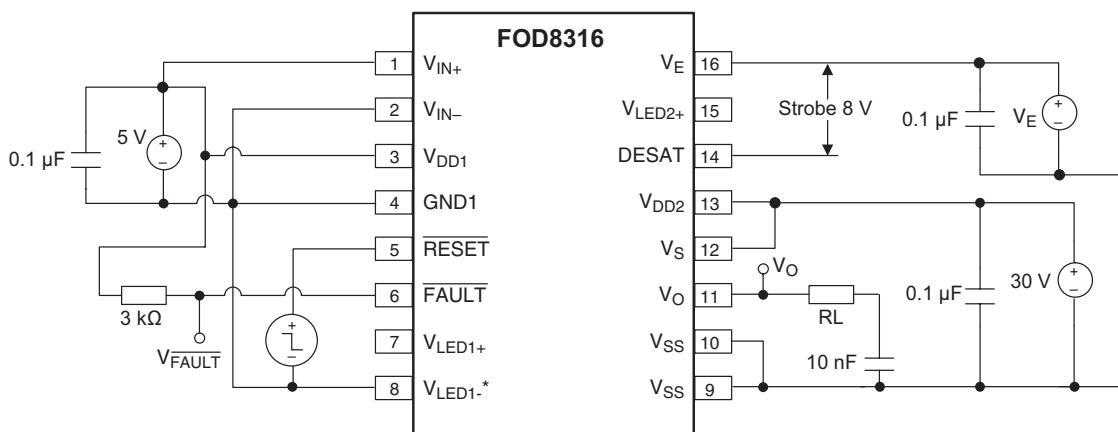 FOD8316
1 V_IN+
2 V_IN–
3 V_DD1
4 GND1
5 RESET
6 FAULT
7 V_LED1+
8 V_LED1-*
V_E 16
V_LED2+ 15
DESAT 14
V_DD2 13
V_S 12
V_O 11
V_SS 10
V_SS 9
0.1 µF
5 V
+
–
3 kΩ
V_FAULT
+
–
Strobe 8 V
0.1 µF
V_E
+
–
V_O
RL
10 nF
0.1 µF
30 V
+
–